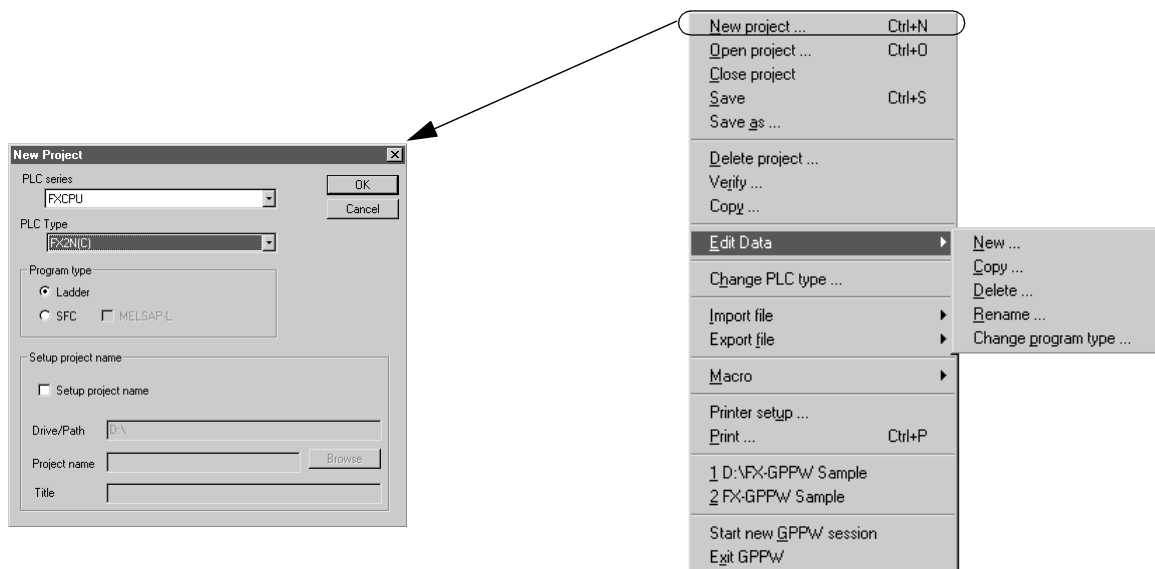 New project ... Ctrl+N
Open project ... Ctrl+O
Close project
Save Ctrl+S
Save as ...
Delete project ...
Verify ...
Copy ...
Edit Data
Change PLC type ...
Import file
Export file
Macro
Printer setup ...
Print ... Ctrl+P
1 D:\FX-GPPW Sample
2 FX-GPPW Sample
Start new GPPW session
Exit GPPW
New ...
Copy ...
Delete ...
Rename ...
Change program type ...
New Project
PLC series
FXCPU
OK
Cancel
PLC Type
FX2N(C)
Program type
Ladder
SFC MELSAP-L
Setup project name
Setup project name
Drive/Path D:\
Project name Browse
Title